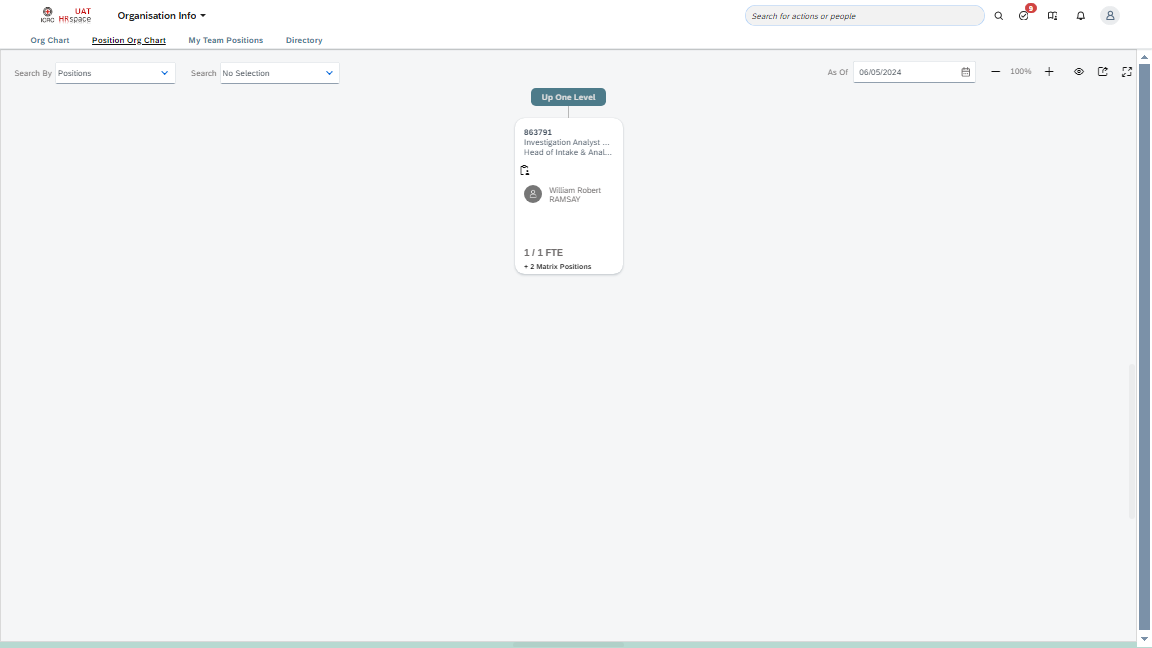 ICRC
UAT
HRspace
Organisation Info
Search for actions or people
9
Org Chart
Position Org Chart
My Team Positions
Directory
Search By
Positions
Search
No Selection
As Of
06/05/2024
100%
Up One Level
863791
Investigation Analyst ...
Head of Intake & Anal...
William Robert
RAMSAY
1 / 1 FTE
+ 2 Matrix Positions